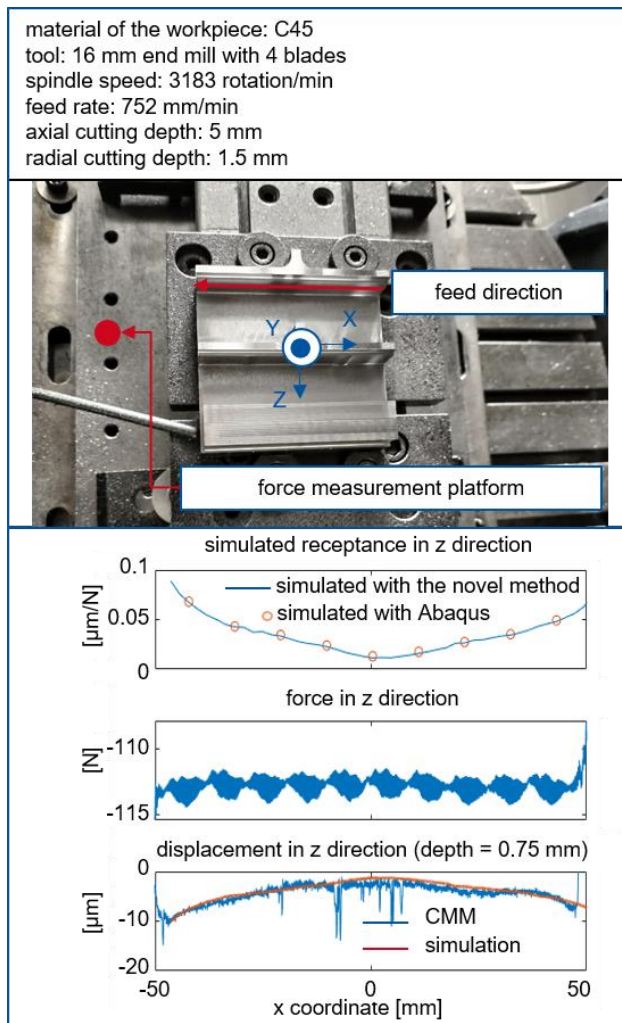 material of the workpiece: C45
tool: 16 mm end mill with 4 blades
spindle speed: 3183 rotation/min
feed rate: 752 mm/min
axial cutting depth: 5 mm
radial cutting depth: 1.5 mm
feed direction
Y
X
Z
force measurement platform
simulated receptance in z direction
[µm/N]
0.1
0.05
0
simulated with the novel method
simulated with Abaqus
force in z direction
[N]
-110
-115
displacement in z direction (depth = 0.75 mm)
[µm]
0
-10
-20
CMM
simulation
-50
0
50
x coordinate [mm]